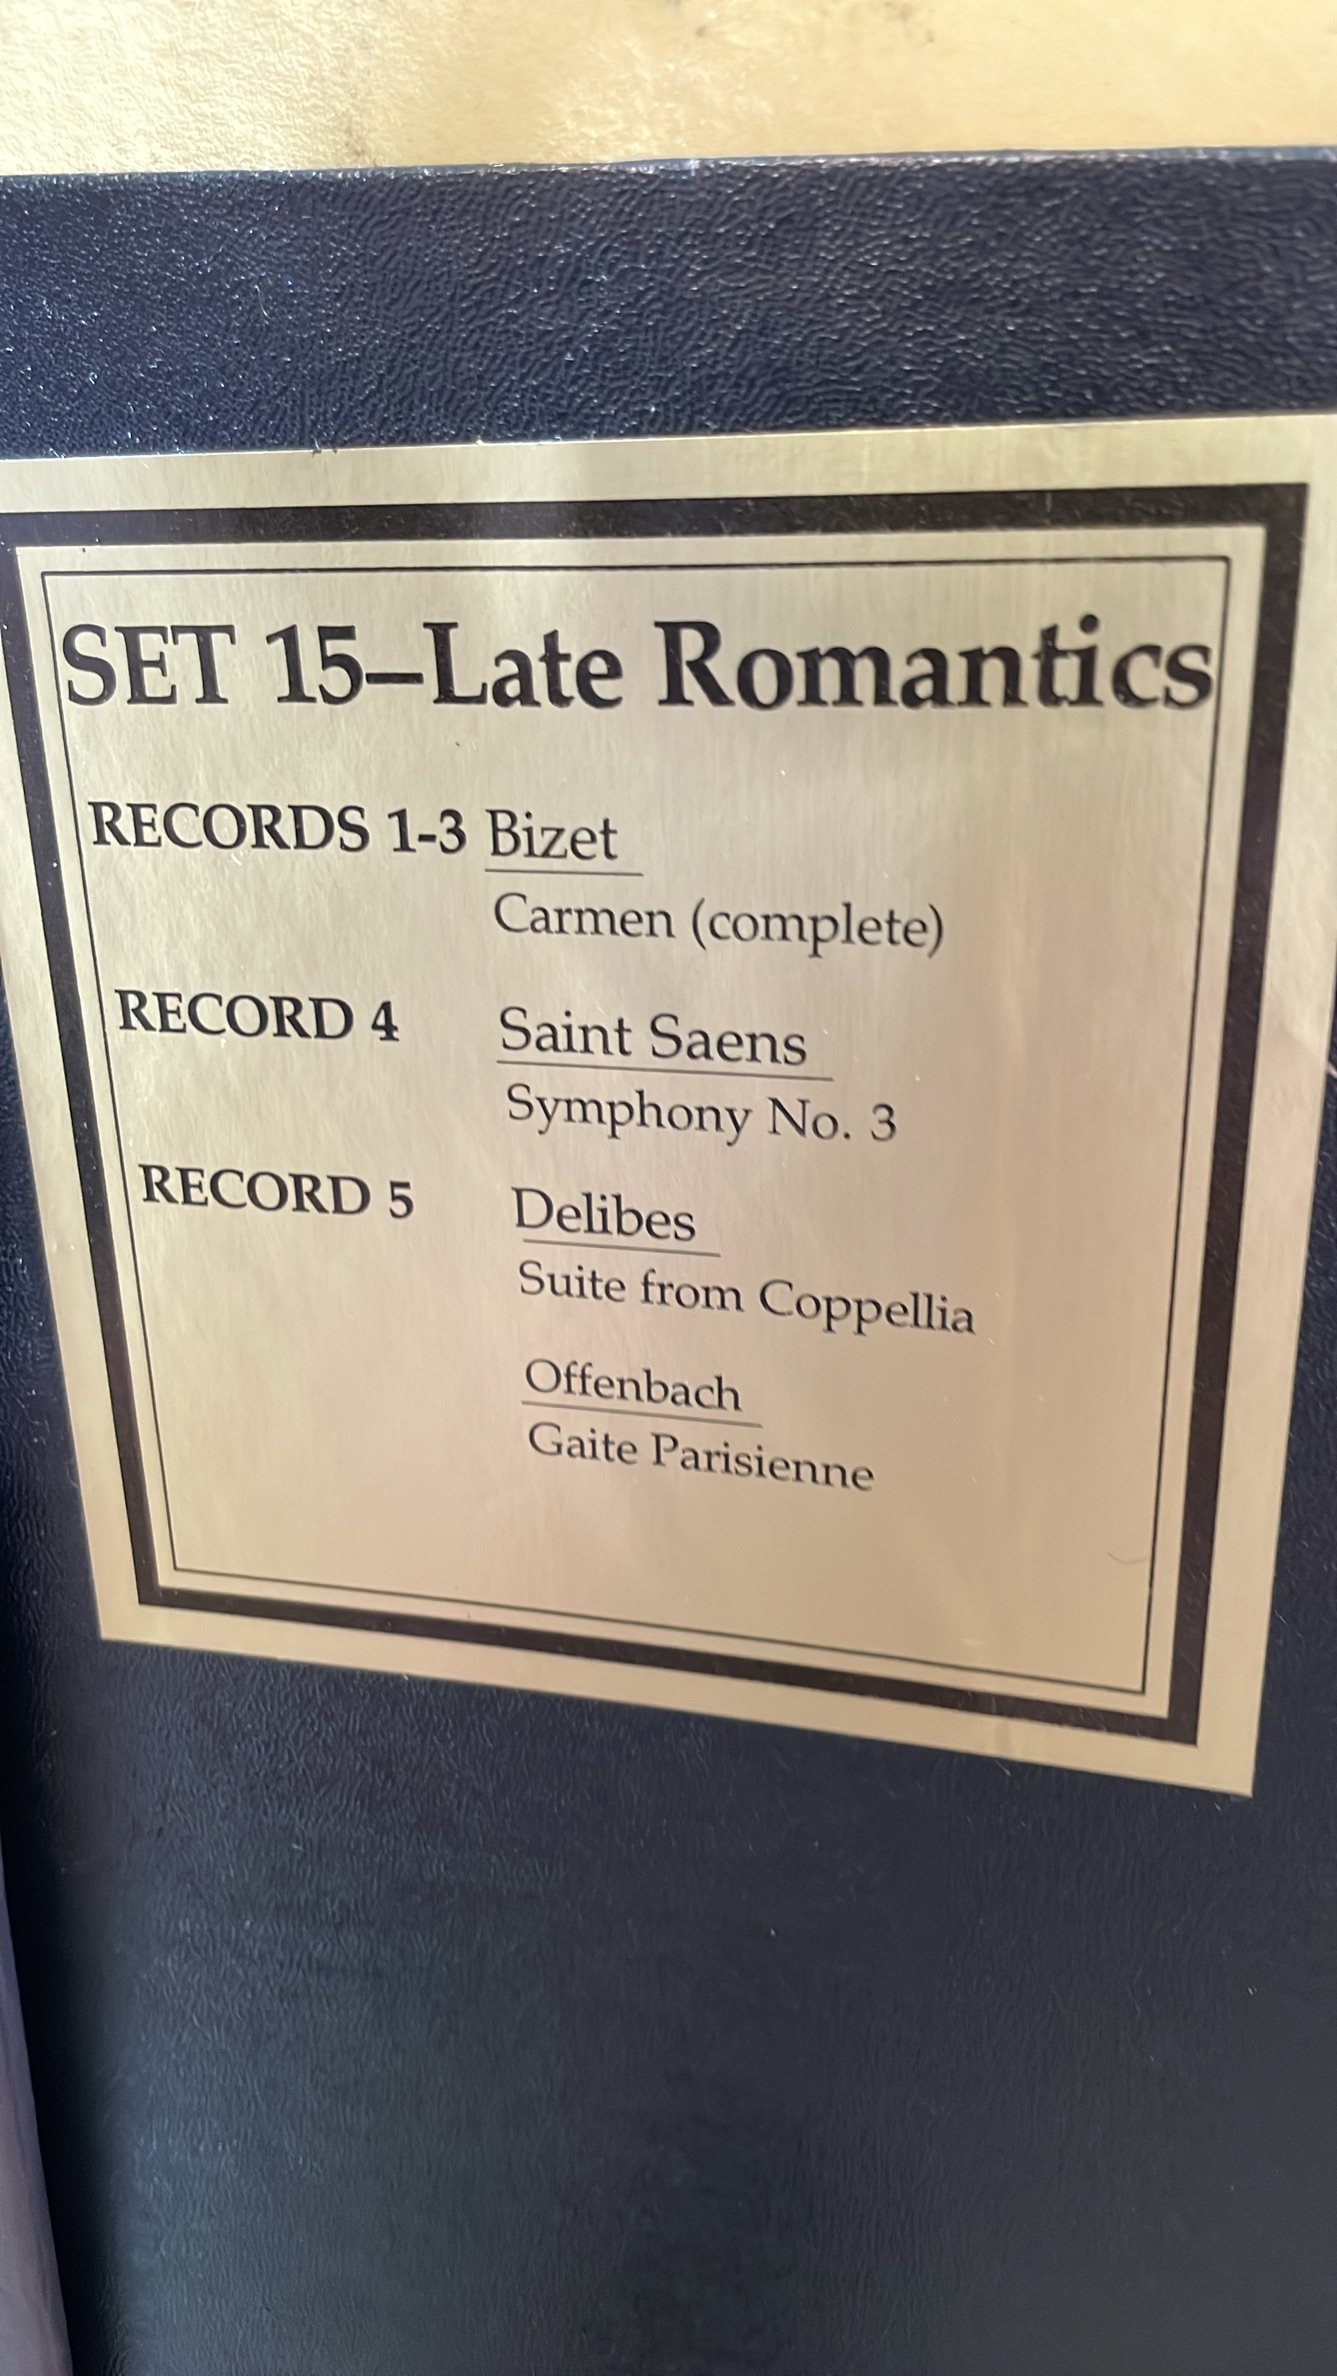 SET 15–Late Romantics
RECORDS 1-3 Bizet
Carmen (complete)
RECORD 4 Saint Saens
Symphony No. 3
RECORD 5 Delibes
Suite from Coppellia
Offenbach
Gaite Parisienne